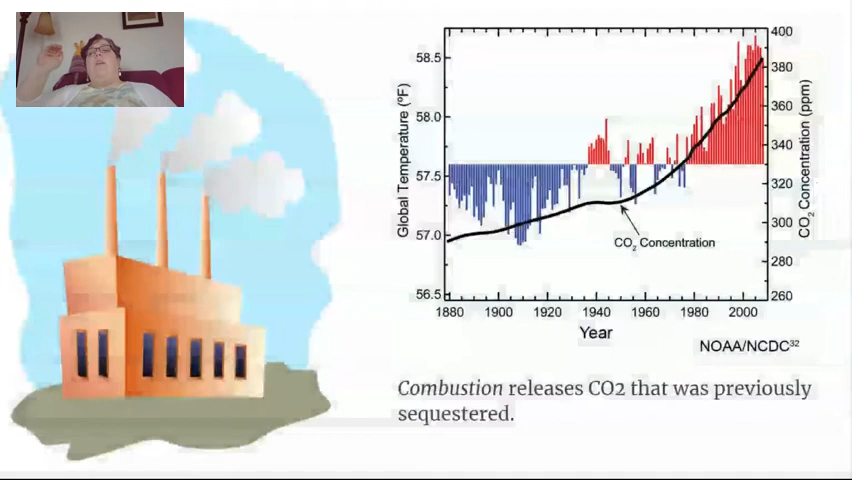 58.5
58.0
57.5
57.0
56.5
Global Temperature (ºF)
400
380
360
340
320
300
280
260
CO2 Concentration (ppm)
CO2 Concentration
1880 1900 1920 1940 1960 1980 2000
Year
NOAA/NCDC32
Combustion releases CO2 that was previously
sequestered.